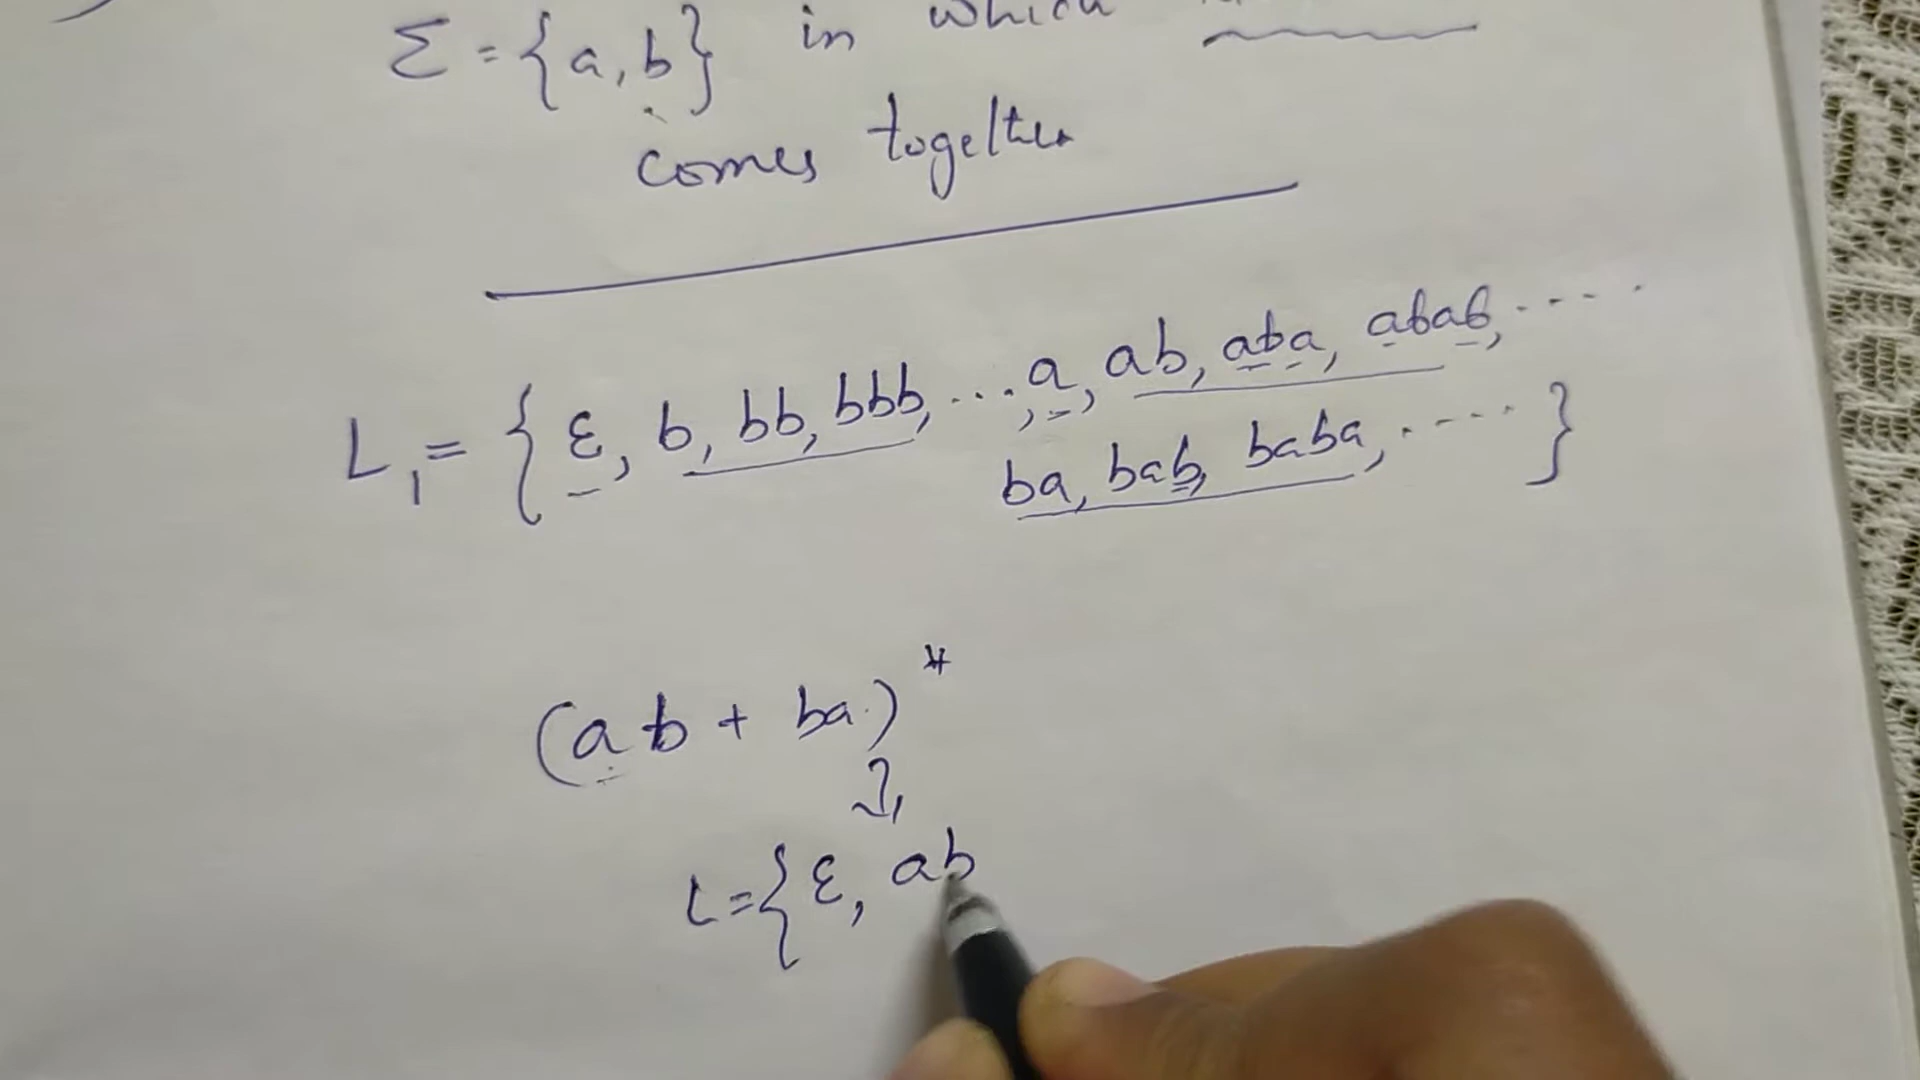 Σ = {a, b} in which
comes together
L₁ = { ε, b, bb, bbb, ..., a, ab, aba, abab, ....
ba, bab, baba, ..... }
(ab + ba)*
L = { ε, ab